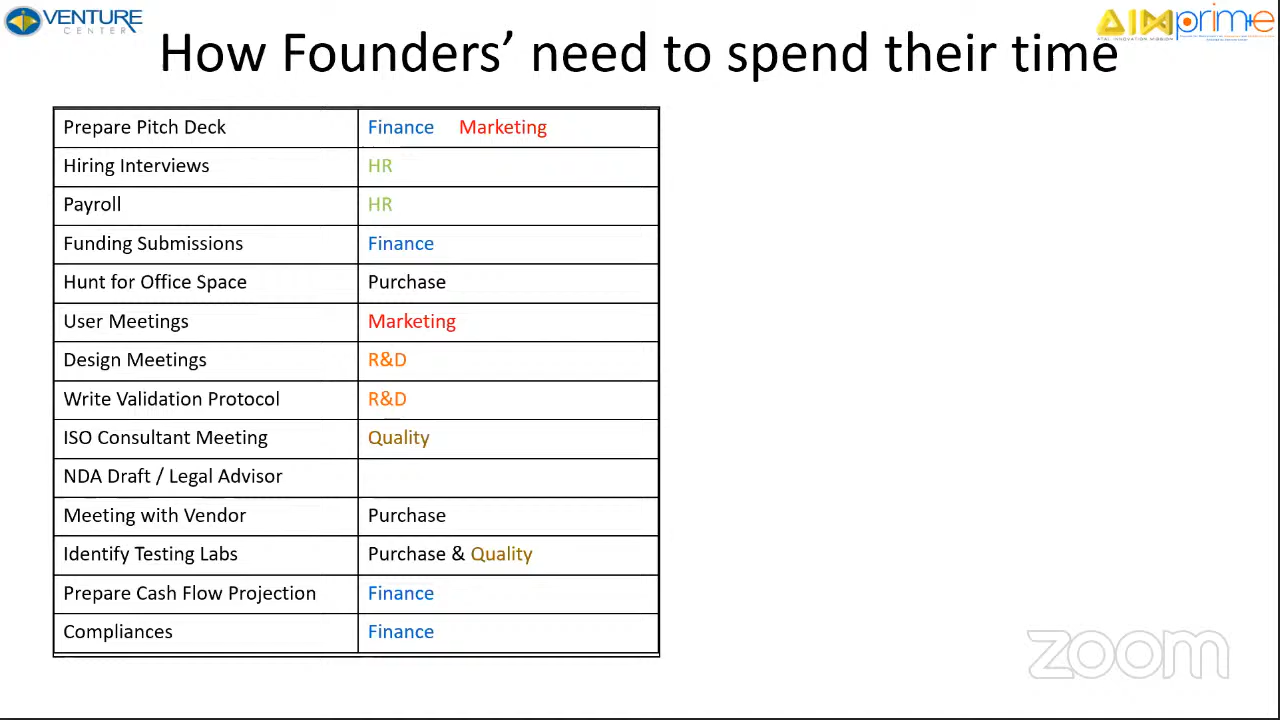 VENTURE
CENTER
AIM prime
ATAL INNOVATION MISSION
How Founders’ need to spend their time
Prepare Pitch Deck Finance Marketing
Hiring Interviews HR
Payroll HR
Funding Submissions Finance
Hunt for Office Space Purchase
User Meetings Marketing
Design Meetings R&D
Write Validation Protocol R&D
ISO Consultant Meeting Quality
NDA Draft / Legal Advisor
Meeting with Vendor Purchase
Identify Testing Labs Purchase & Quality
Prepare Cash Flow Projection Finance
Compliances Finance
zoom